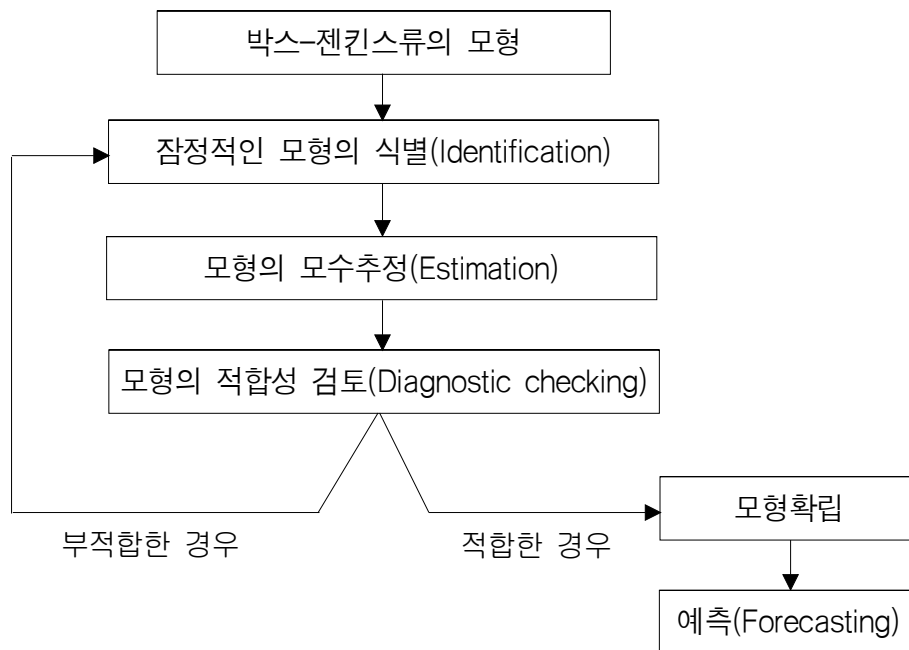 박스-젠킨스류의 모형
잠정적인 모형의 식별(Identification)
모형의 모수추정(Estimation)
모형의 적합성 검토(Diagnostic checking)
부적합한 경우
적합한 경우
모형확립
예측(Forecasting)